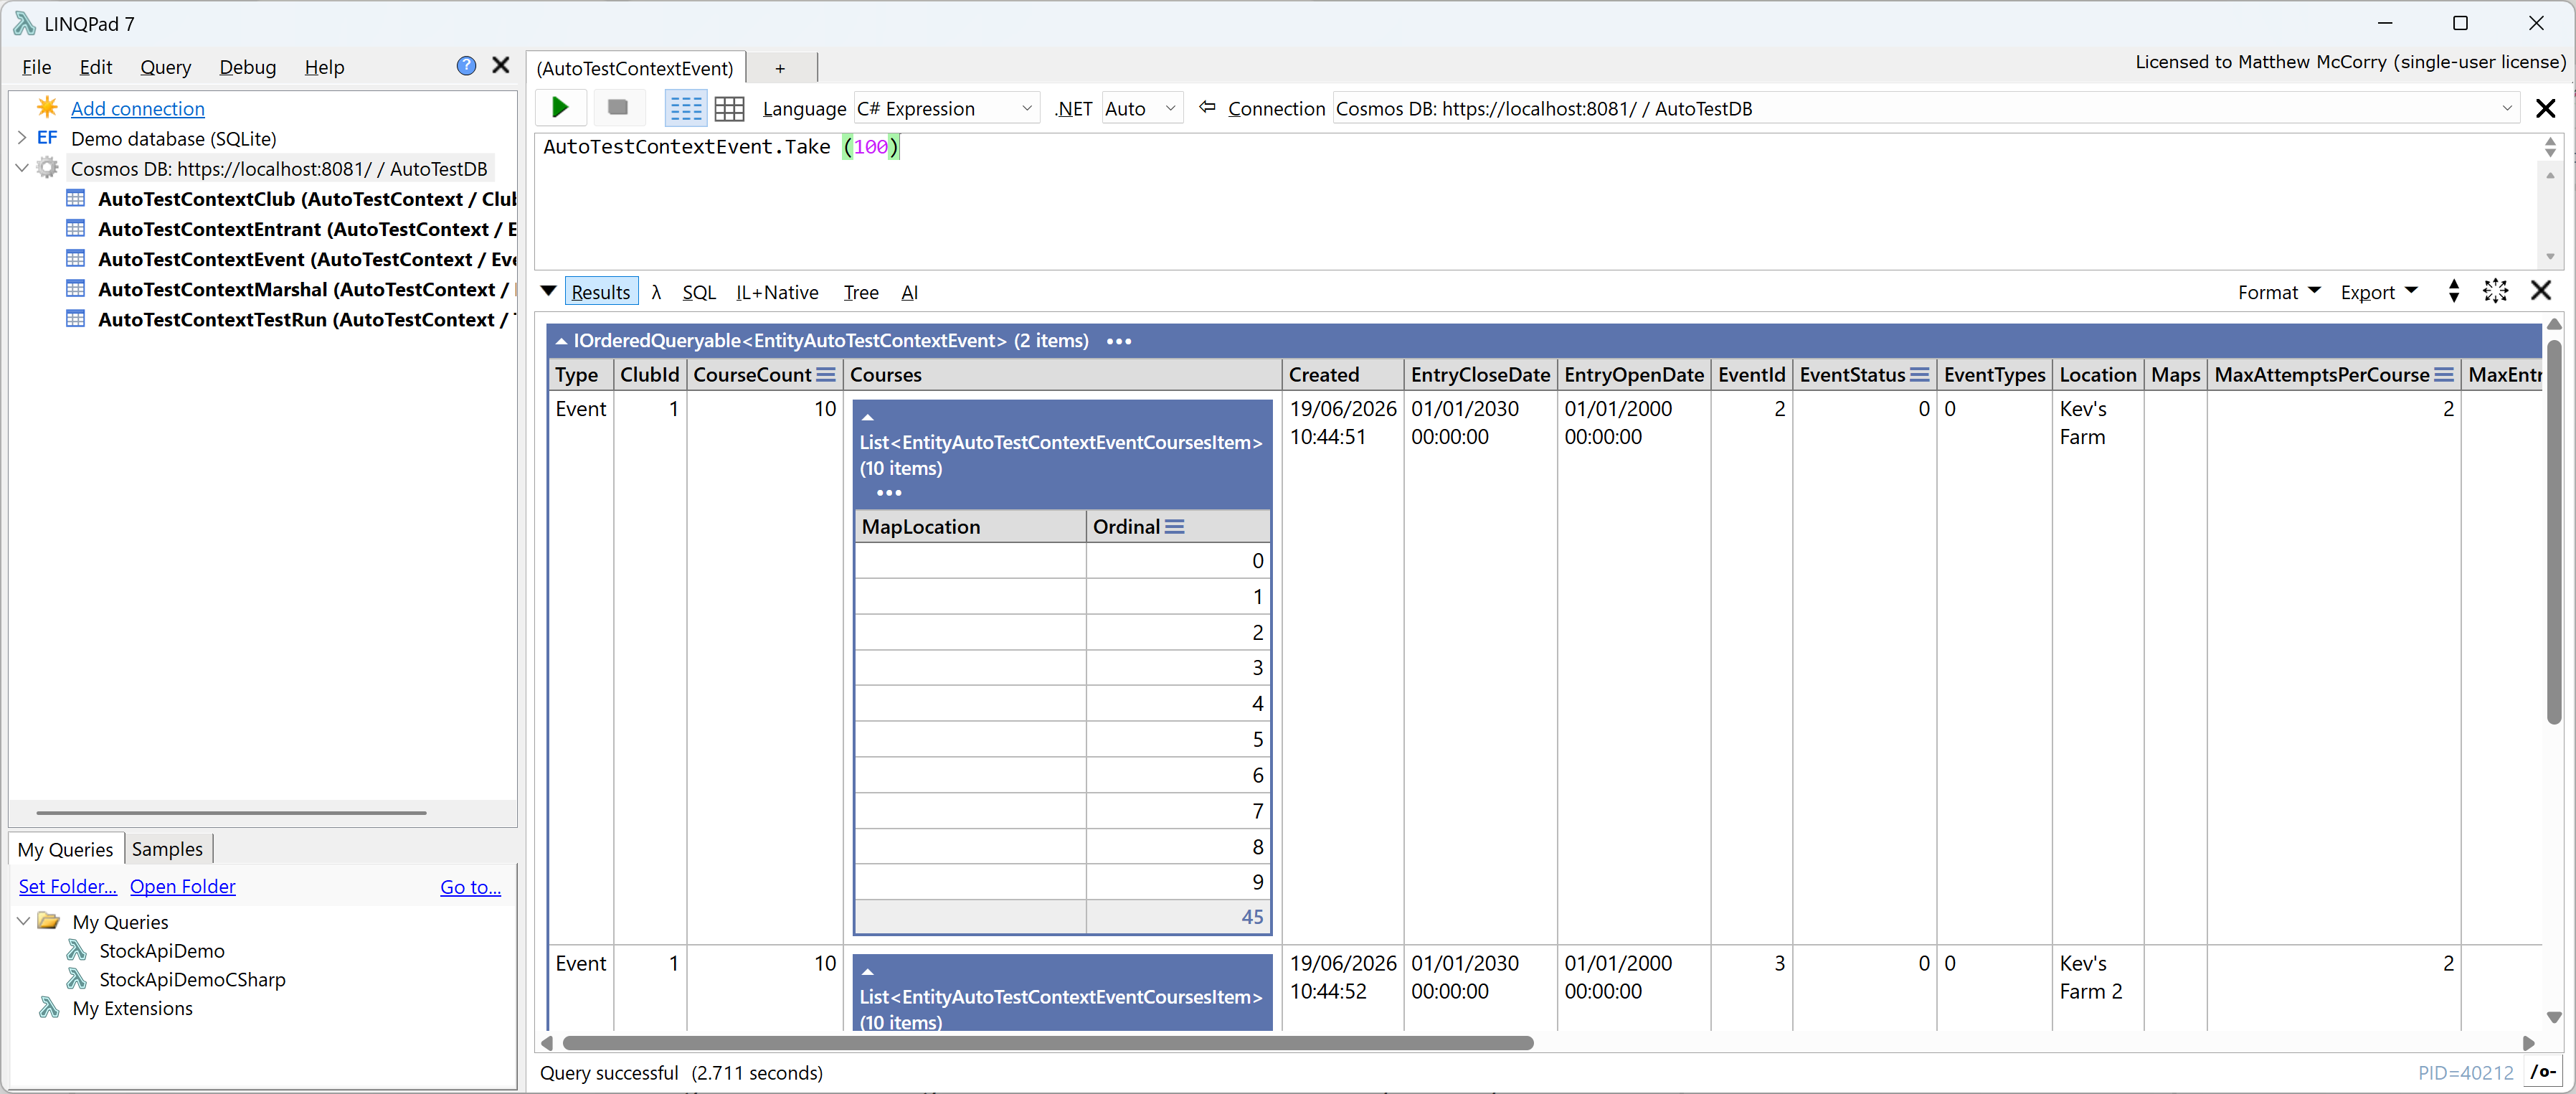 LINQPad 7
File Edit Query Debug Help ?
(AutoTestContextEvent) +
Licensed to Matthew McCorry (single-user license)
Add connection
EF Demo database (SQLite)
Cosmos DB: https://localhost:8081/ / AutoTestDB
AutoTestContextClub (AutoTestContext / Club
AutoTestContextEntrant (AutoTestContext / E
AutoTestContextEvent (AutoTestContext / Eve
AutoTestContextMarshal (AutoTestContext /
AutoTestContextTestRun (AutoTestContext /
Language C# Expression .NET Auto Connection Cosmos DB: https://localhost:8081/ / AutoTestDB
AutoTestContextEvent.Take (100)
Results λ SQL IL+Native Tree AI Format Export
IOrderedQueryable<EntityAutoTestContextEvent> (2 items) •••
Type ClubId CourseCount Courses Created EntryCloseDate EntryOpenDate EventId EventStatus EventTypes Location Maps MaxAttemptsPerCourse MaxEntr
Event 1 10 19/06/2026 01/01/2030 01/01/2000 2 0 0 Kev's 2
10:44:51 00:00:00 00:00:00 Farm
List<EntityAutoTestContextEventCoursesItem>
(10 items)
•••
MapLocation Ordinal
0
1
2
3
4
5
6
7
8
9
45
Event 1 10 19/06/2026 01/01/2030 01/01/2000 3 0 0 Kev's 2
10:44:52 00:00:00 00:00:00 Farm 2
List<EntityAutoTestContextEventCoursesItem>
(10 items)
My Queries Samples
Set Folder... Open Folder Go to...
My Queries
StockApiDemo
StockApiDemoCSharp
My Extensions
Query successful (2.711 seconds)
PID=40212 /o-